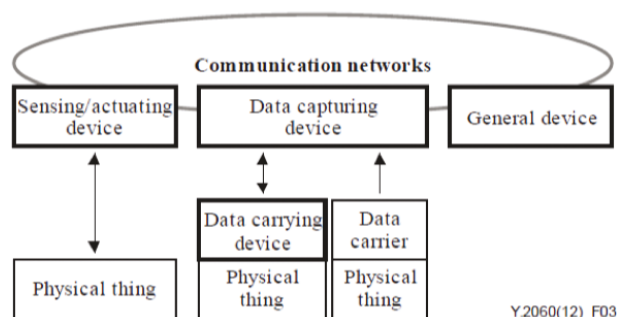 Communication networks
Sensing/actuating
device
Data capturing
device
General device
Data carrying
device
Data
carrier
Physical thing
Physical
thing
Physical
thing
Y.2060(12)_F03